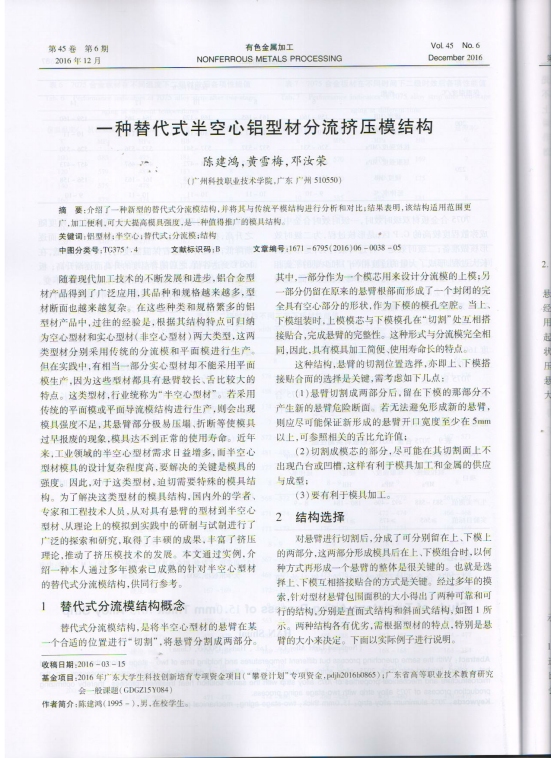 第 45 卷 第 6 期
2016 年 12 月
有色金属加工
NONFERROUS METALS PROCESSING
Vol. 45 No. 6
December 2016
一种替代式半空心铝型材分流挤压模结构
陈建鸿,黄雪梅,邓汝荣
(广州科技职业技术学院,广东 广州 510550)
摘 要:介绍了一种新型的替代式分流模结构,并将其与传统平模结构进行分析和对比;结果表明,该结构适用范围更
广,加工便利,可大大提高模具强度,是一种值得推广的模具结构。
关键词:铝型材;半空心;替代式;分流模;结构
中图分类号:TG375+.4 文献标识码:B 文章编号:1671-6795(2016)06-0038-05
随着现代加工技术的不断发展和进步,铝合金型
材产品得到了广泛应用,其品种和规格越来越多,型
材断面也越来越复杂。在这些种类和规格繁多的铝
型材产品中,过往的经验是,根据其结构特点可归纳
为空心型材和实心型材(非空心型材)两大类型,这两
类型材分别采用传统的分流模和平面模进行生产。
但在实践中,有相当一部分实心型材却不能采用平面
模生产,因为这些型材都具有悬臂较长、舌比较大的
特点。这类型材,行业统称为“半空心型材”。若采用
传统的平面模或平面导流模结构进行生产,则会出现
模具强度不足,其悬臂部分极易压塌、折断等使模具
过早报废的现象,模具达不到正常的使用寿命。近年
来,工业领域的半空心型材需求日益增多,而半空心
型材模具的设计复杂程度高,要解决的关键是模具的
强度。因此,对于这类型材,迫切需要特殊的模具结
构。为了解决这类型材的模具结构,国内外的学者、
专家和工程技术人员,从对具有悬臂的型材到半空心
型材,从理论上的模拟到实践中的研制与试制进行了
广泛的探索和研究,取得了丰硕的成果,丰富了挤压
理论,推动了挤压模技术的发展。本文通过实例,介
绍一种本人通过多年摸索已成熟的针对半空心型材
的替代式分流模结构,供同行参考。
1 替代式分流模结构概念
替代式分流模结构,是将半空心型材的悬臂在某
一个合适的位置进行“切割”,将悬臂分割成两部分。
其中,一部分作为一个模芯用来设计分流模的上模;另
一部分仍留在原来的悬臂根部面形成了一个封闭的完
全具有空心部分的形状,作为下模的模孔空腔。当上、
下模组装时,上模模芯与下模模孔在“切割”处互相搭
接贴合,完成悬臂的完整性。这种形式与分流模完全相
同,因此,具有模具加工简便、使用寿命长的特点。
这种结构,悬臂的切割位置选择,亦即上、下模搭
接贴合面的选择是关键,需考虑如下几点:
(1)悬臂切割成两部分后,留在下模的那部分不
产生新的悬臂危险断面。若无法避免形成新的悬臂,
则应尽可能保证新形成的悬臂开口宽度至少在 5mm
以上,可参照相关的舌比允许值;
(2)切割成模芯的部分,尽可能在其切割面上不
出现凸台或凹槽,这样有利于模具加工和金属的供应
与成型;
(3)要有利于模具加工。
2 结构选择
对悬臂进行切割后,分成了可分别留在上、下模上
的两部分,这两部分形成模具后在上、下模组合时,以何
种方式再形成一个悬臂的整体是很关键的。也就是选
择上、下模互相搭接贴合的方式是关键。经过多年的摸
索,针对型材悬臂包围面积的大小得出了两种可靠和可
行的结构,分别是直面式结构和斜面式结构,如图 1 所
示。两种结构各有优劣,需根据型材的特点,特别是悬
臂的大小来决定。下面以实际例子进行说明。
收稿日期:2016-03-15
基金项目:2016 年广东大学生科技创新培育专项资金项目(“攀登计划”专项资金,pdjh2016b0865);广东省高等职业技术教育研究
会一般课题(GDGZ15Y084)
作者简介:陈建鸿(1995-),男,在校学生。